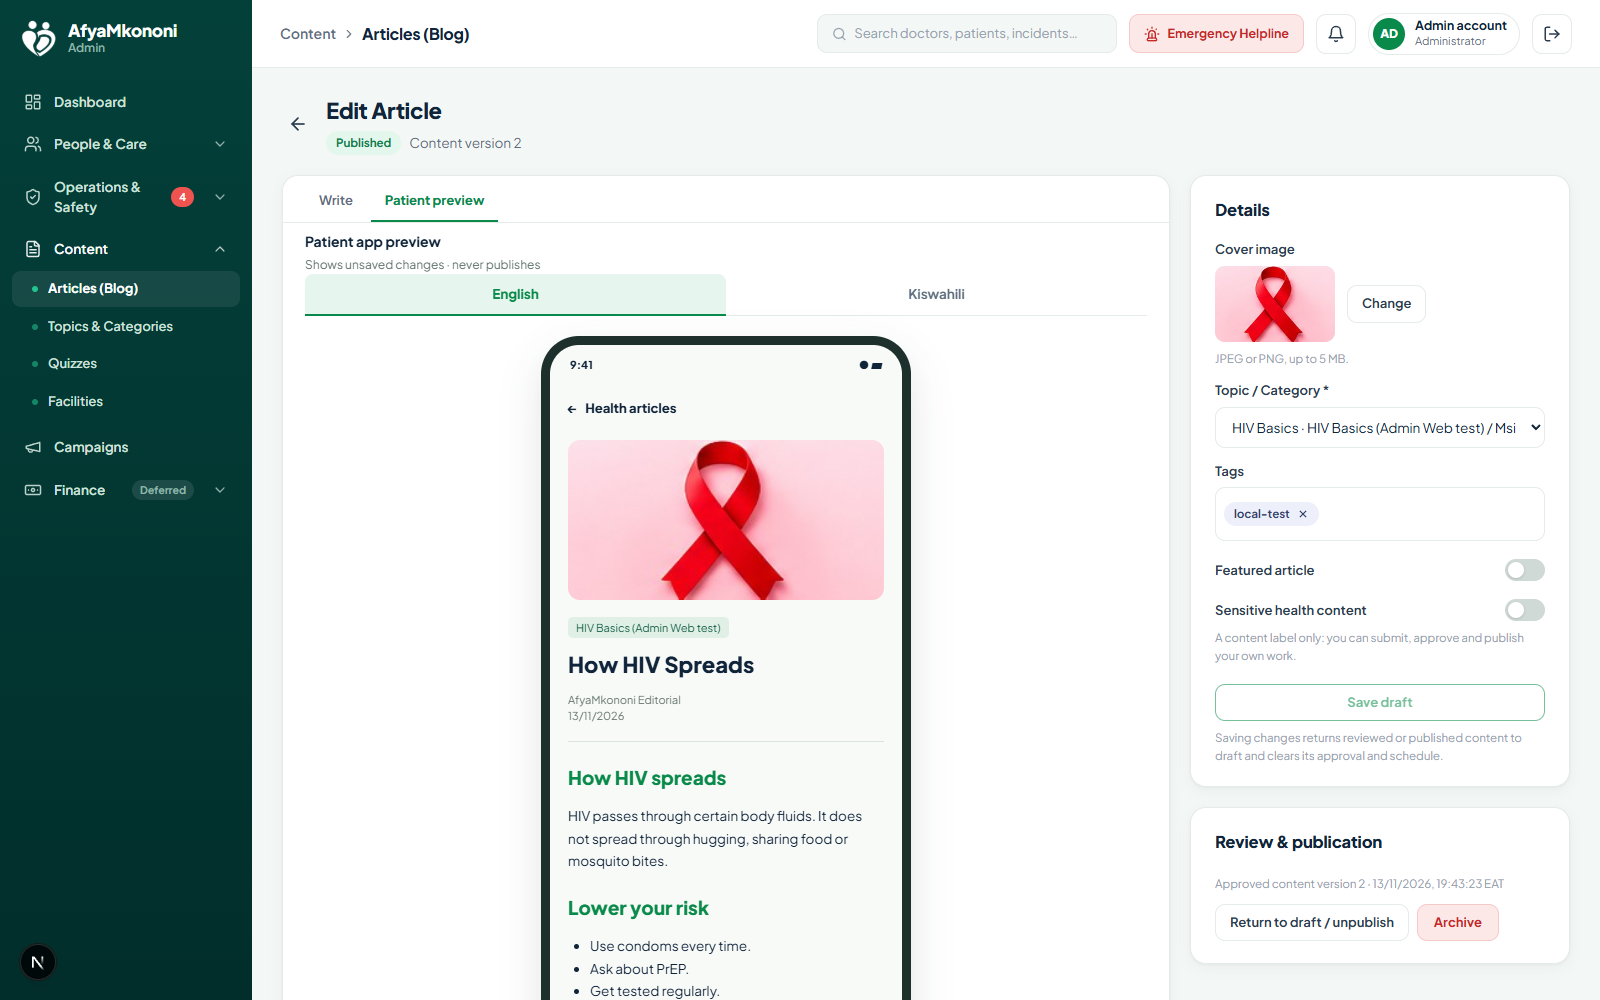 AfyaMkononi
Admin
Dashboard
People & Care
Operations &
Safety
4
Content
Articles (Blog)
Topics & Categories
Quizzes
Facilities
Campaigns
Finance
Deferred
N
Content > Articles (Blog)
Search doctors, patients, incidents...
Emergency Helpline
AD
Admin account
Administrator
Edit Article
Published
Content version 2
Write
Patient preview
Patient app preview
Shows unsaved changes · never publishes
English
Kiswahili
9:41
Health articles
HIV Basics (Admin Web test)
How HIV Spreads
AfyaMkononi Editorial
13/11/2026
How HIV spreads
HIV passes through certain body fluids. It does
not spread through hugging, sharing food or
mosquito bites.
Lower your risk
• Use condoms every time.
• Ask about PrEP.
• Get tested regularly.
Details
Cover image
Change
JPEG or PNG, up to 5 MB.
Topic / Category *
HIV Basics · HIV Basics (Admin Web test) / Msi
Tags
local-test ×
Featured article
Sensitive health content
A content label only: you can submit, approve and publish
your own work.
Save draft
Saving changes returns reviewed or published content to
draft and clears its approval and schedule.
Review & publication
Approved content version 2 · 13/11/2026, 19:43:23 EAT
Return to draft / unpublish
Archive